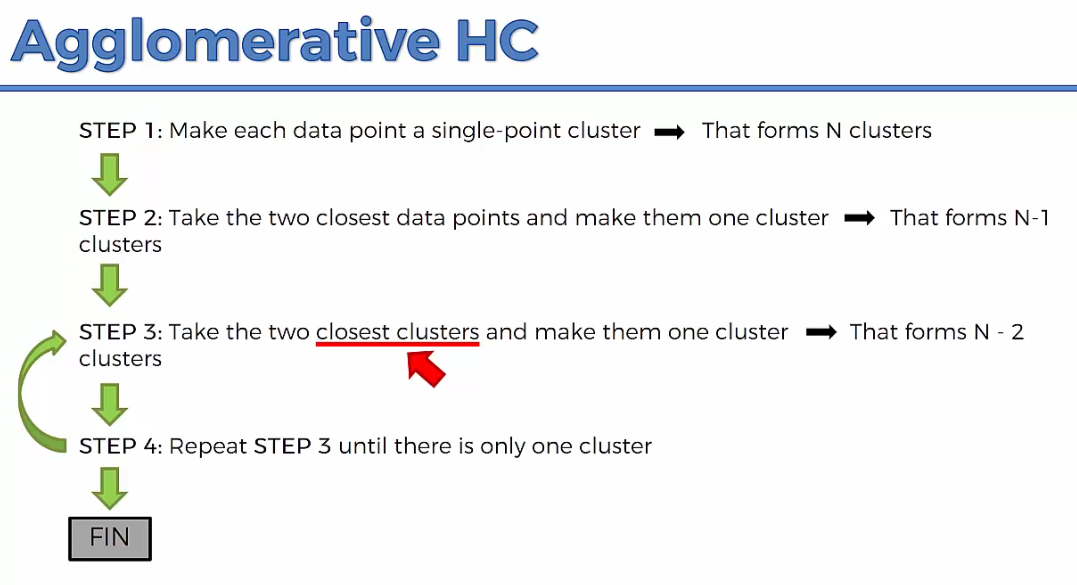 Agglomerative HC
STEP 1: Make each data point a single-point cluster ➡ That forms N clusters
STEP 2: Take the two closest data points and make them one cluster ➡ That forms N-1
clusters
STEP 3: Take the two closest clusters and make them one cluster ➡ That forms N - 2
clusters
STEP 4: Repeat STEP 3 until there is only one cluster
FIN